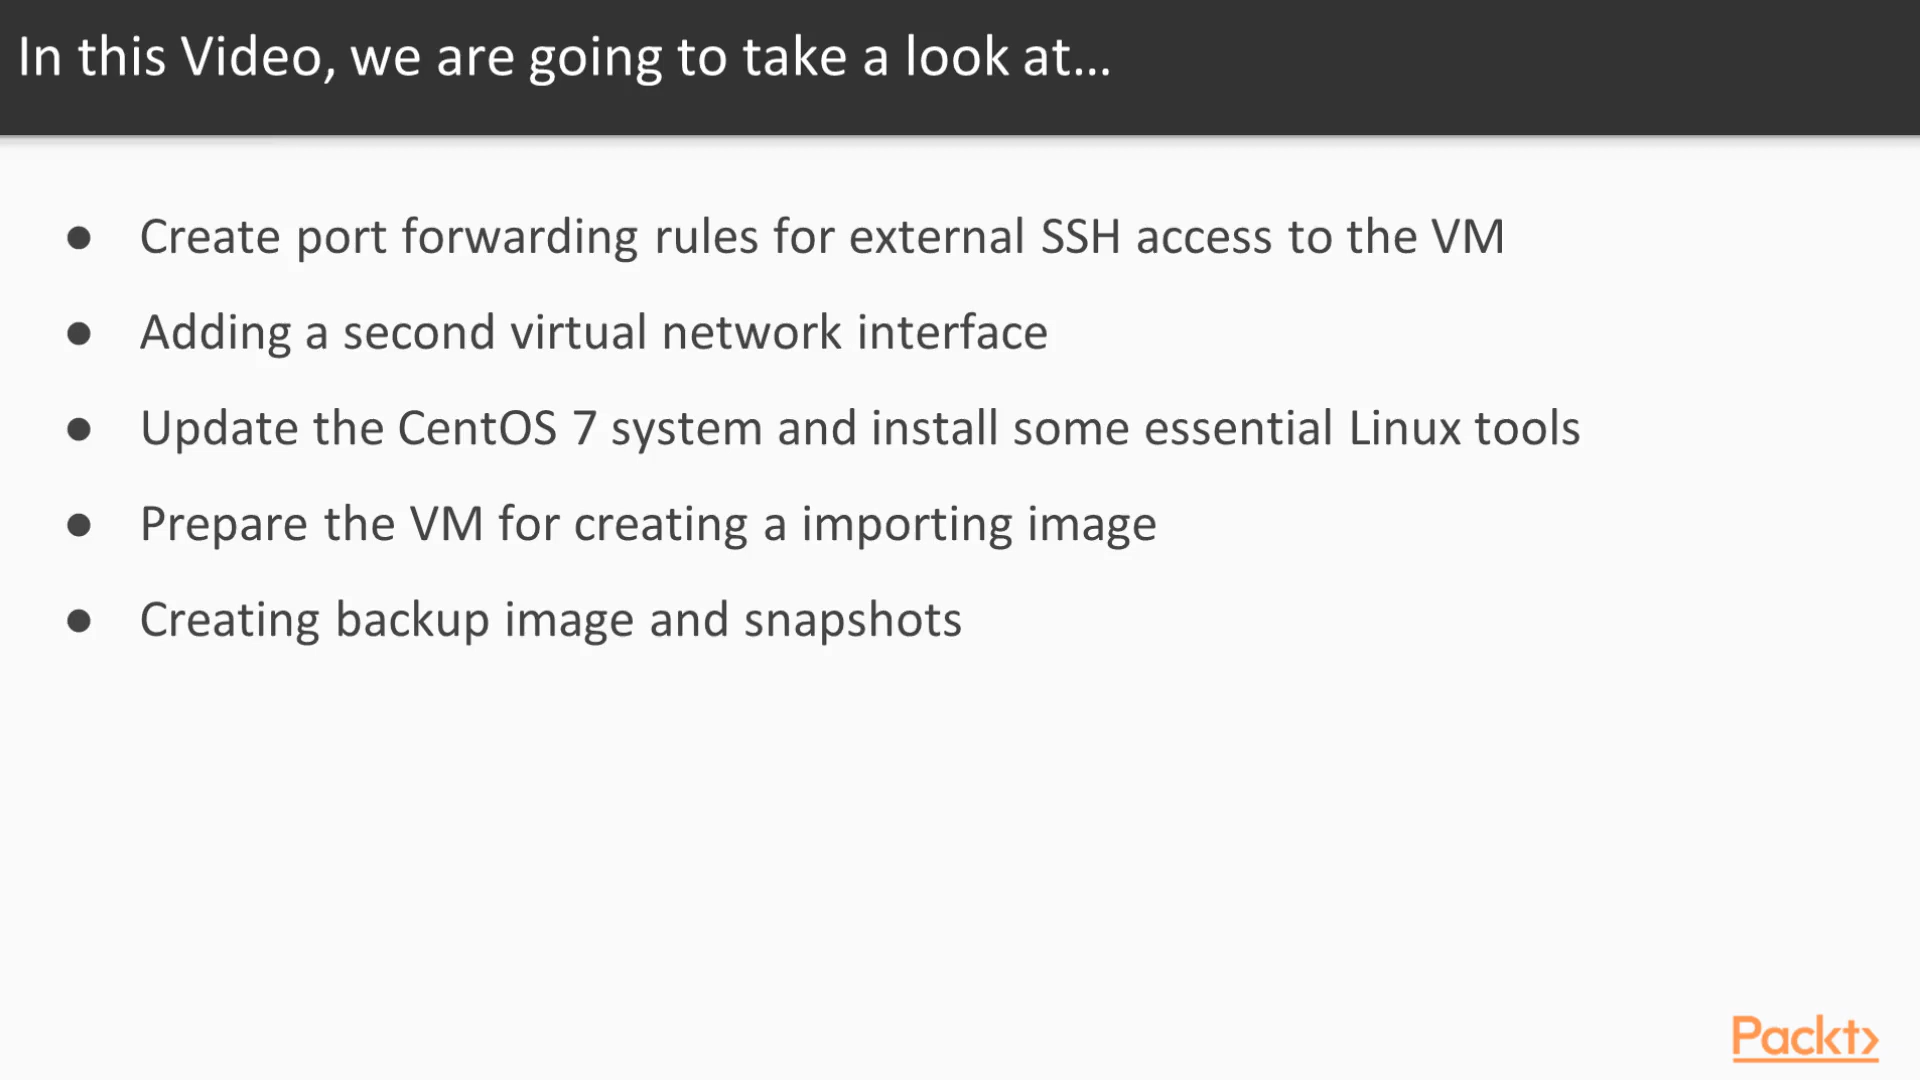 In this Video, we are going to take a look at...
● Create port forwarding rules for external SSH access to the VM
● Adding a second virtual network interface
● Update the CentOS 7 system and install some essential Linux tools
● Prepare the VM for creating a importing image
● Creating backup image and snapshots
Packt>